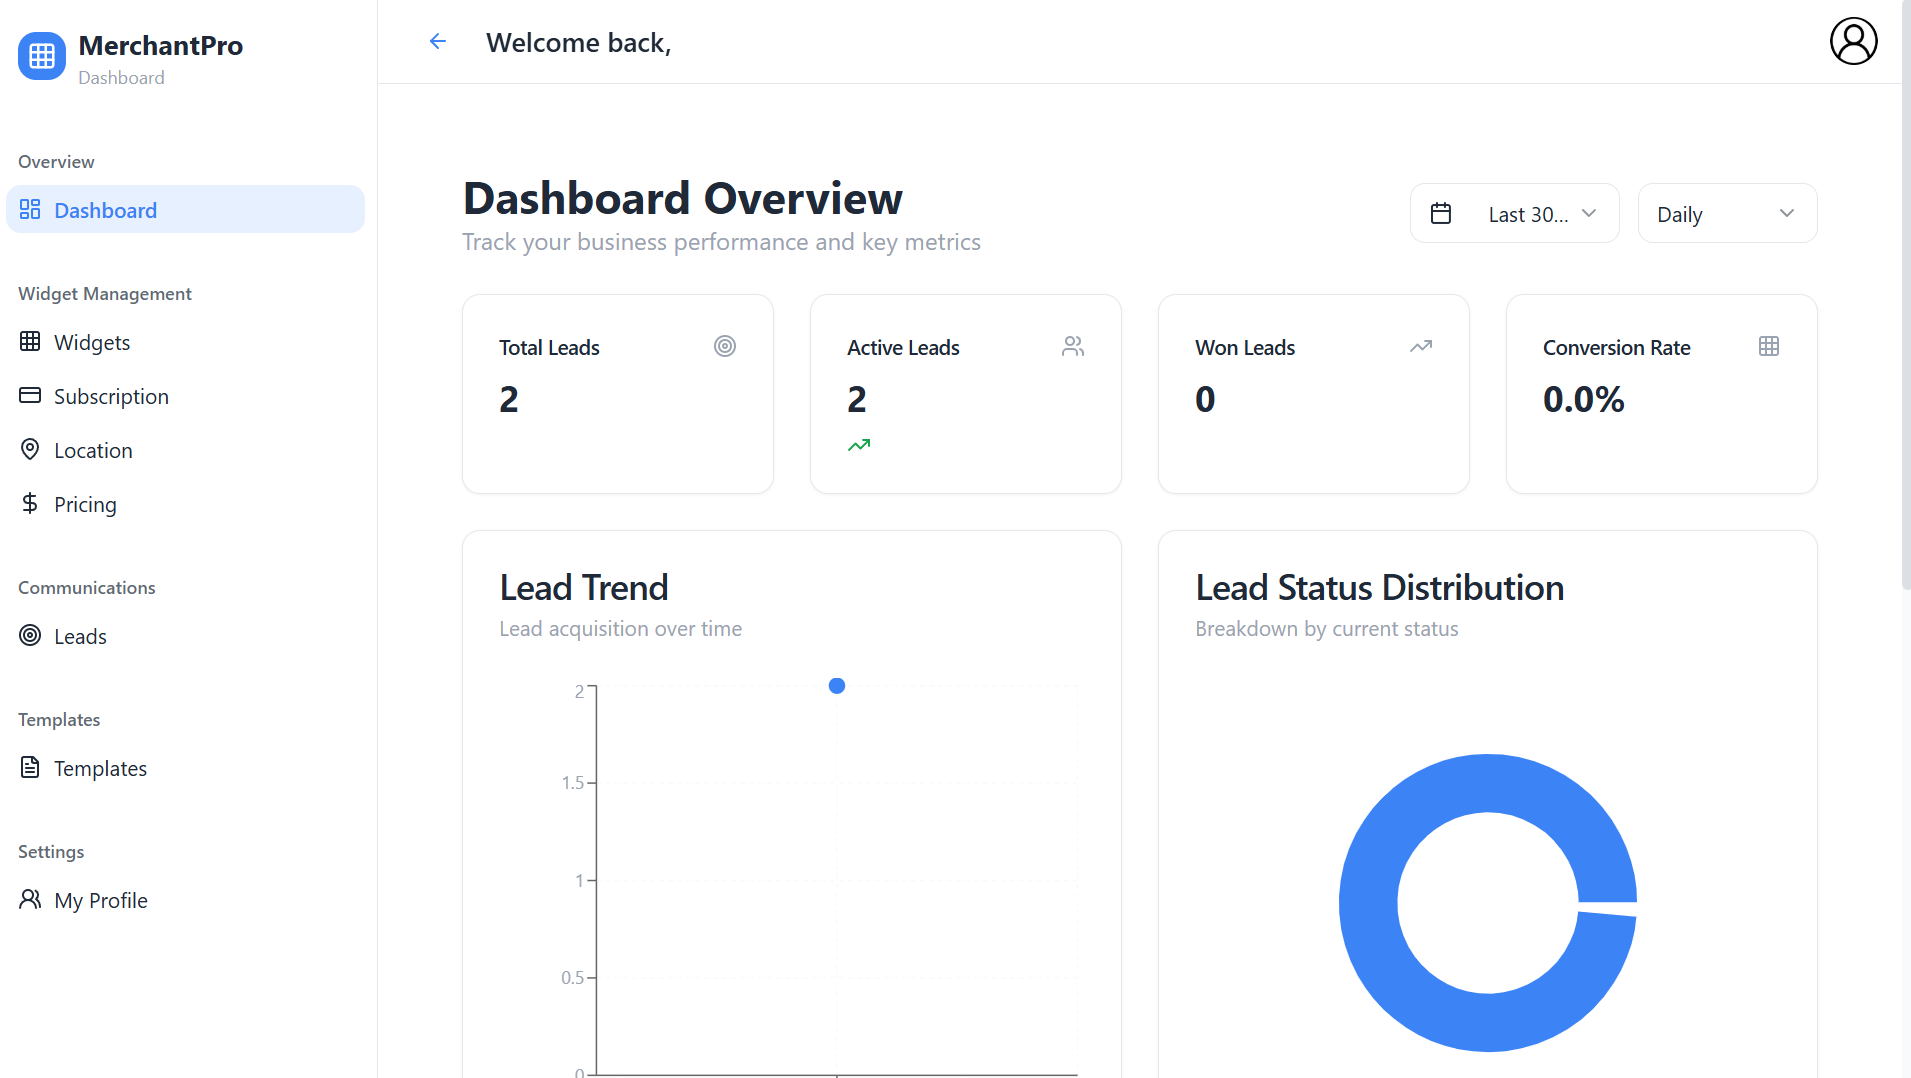 MerchantPro
Dashboard
Overview
Dashboard
Widget Management
Widgets
Subscription
Location
Pricing
Communications
Leads
Templates
Templates
Settings
My Profile
Welcome back,
Dashboard Overview
Track your business performance and key metrics
Last 30...
Daily
Total Leads
2
Active Leads
2
Won Leads
0
Conversion Rate
0.0%
Lead Trend
Lead acquisition over time
2
1.5
1
0.5
0
Lead Status Distribution
Breakdown by current status